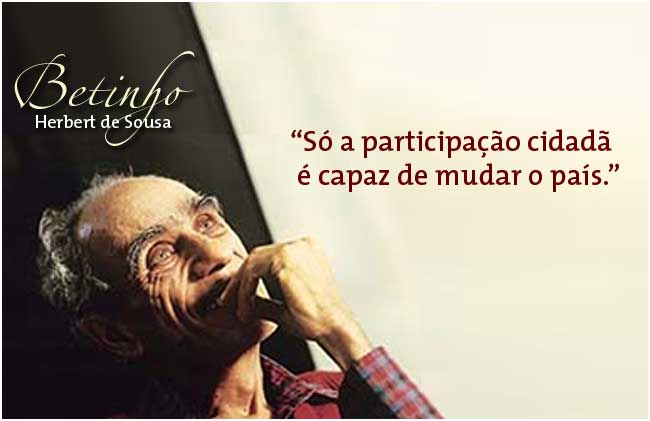 Betinho
Herbert de Sousa
“Só a participação cidadã
é capaz de mudar o país.”